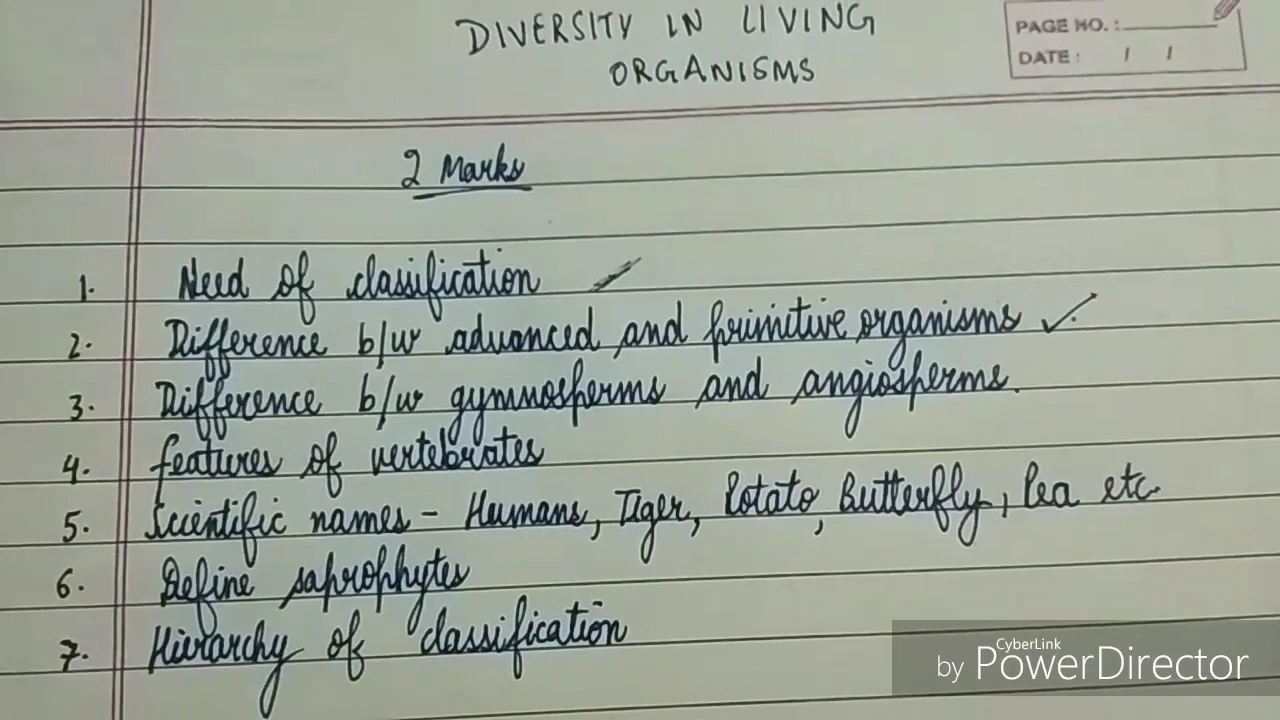 DIVERSITY IN LIVING
ORGANISMS
PAGE NO.:
DATE: / /
2 Marks
1. Need of classification
2. Difference b/w advanced and primitive organisms
3. Difference b/w gymnosperms and angiosperms.
4. features of vertebrates
5. Scientific names - Humans, Tiger, Potato, Butterfly, Pea etc.
6. Define saprophytes
7. Hierarchy of classification
CyberLink
by PowerDirector